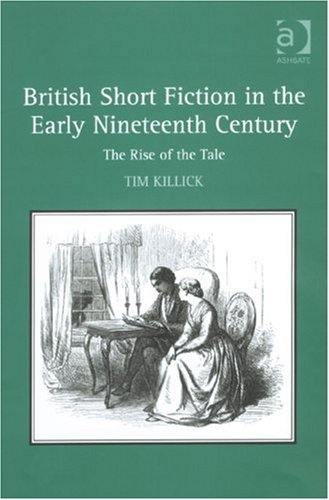 a
ASHGATE
British Short Fiction in the
Early Nineteenth Century
The Rise of the Tale
TIM KILLICK